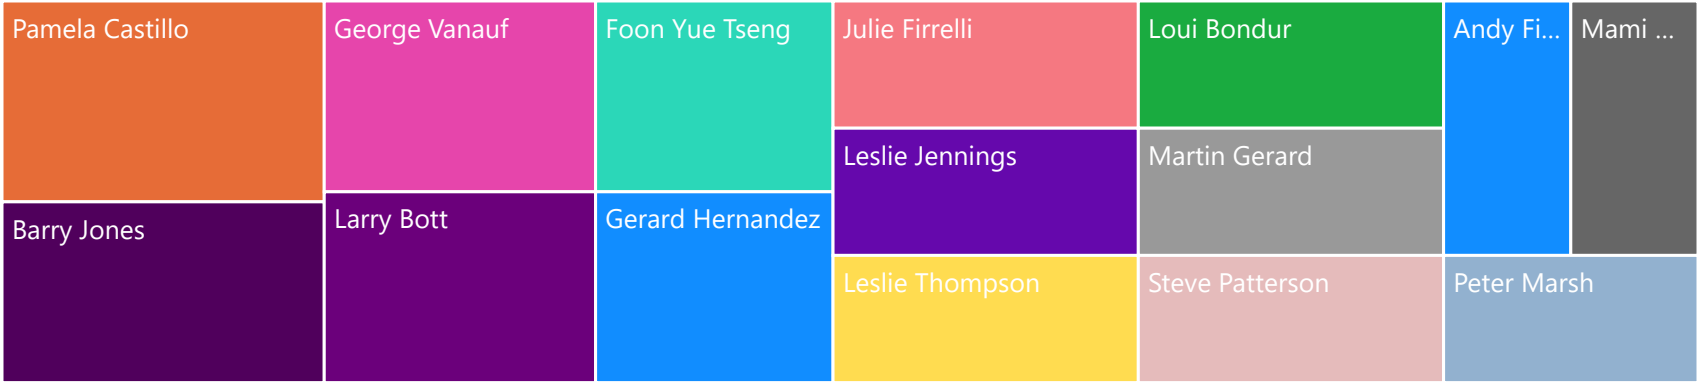 Pamela Castillo
Barry Jones
George Vanauf
Larry Bott
Foon Yue Tseng
Gerard Hernandez
Julie Firrelli
Leslie Jennings
Leslie Thompson
Loui Bondur
Martin Gerard
Steve Patterson
Andy Fi...
Mami ...
Peter Marsh